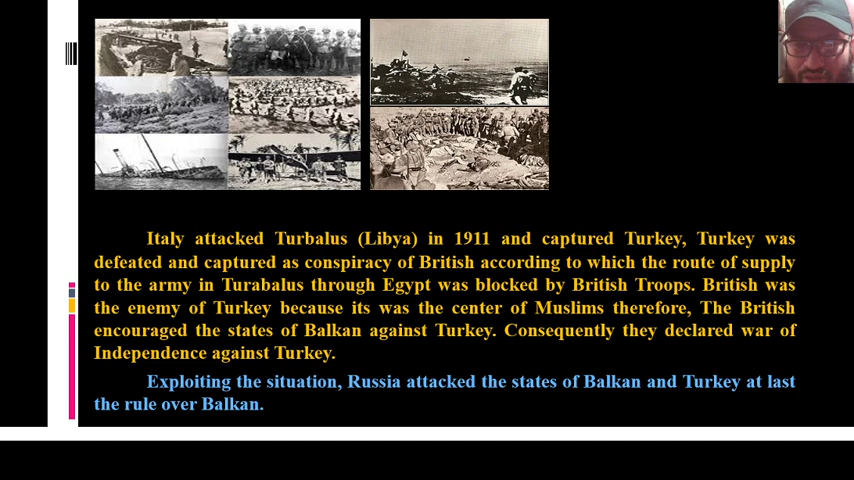 Italy attacked Turbalus (Libya) in 1911 and captured Turkey, Turkey was
defeated and captured as conspiracy of British according to which the route of supply
to the army in Turabalus through Egypt was blocked by British Troops. British was
the enemy of Turkey because its was the center of Muslims therefore, The British
encouraged the states of Balkan against Turkey. Consequently they declared war of
Independence against Turkey.
Exploiting the situation, Russia attacked the states of Balkan and Turkey at last
the rule over Balkan.